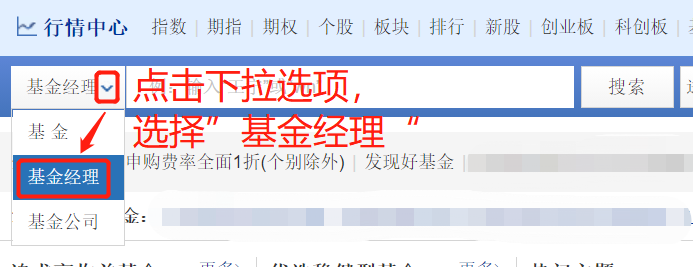 行情中心 指数 期指 期权 个股 板块 排行 新股 创业板 科创板
基金经理 搜索
点击下拉选项,
选择”基金经理“
基金
基金经理 申购费率全面1折(个别除外) 发现好基金
基金公司 金:
更多